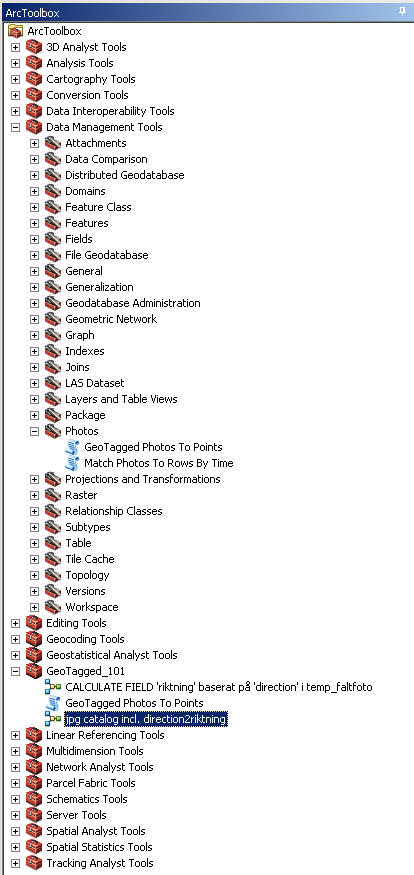 ArcToolbox
ArcToolbox
3D Analyst Tools
Analysis Tools
Cartography Tools
Conversion Tools
Data Interoperability Tools
Data Management Tools
Attachments
Data Comparison
Distributed Geodatabase
Domains
Feature Class
Features
Fields
File Geodatabase
General
Generalization
Geodatabase Administration
Geometric Network
Graph
Indexes
Joins
LAS Dataset
Layers and Table Views
Package
Photos
GeoTagged Photos To Points
Match Photos To Rows By Time
Projections and Transformations
Raster
Relationship Classes
Subtypes
Table
Tile Cache
Topology
Versions
Workspace
Editing Tools
Geocoding Tools
Geostatistical Analyst Tools
GeoTagged_101
CALCULATE FIELD 'riktning' baserat på 'direction' i temp_faltfoto
GeoTagged Photos To Points
jpg catalog incl. direction2riktning
Linear Referencing Tools
Multidimension Tools
Network Analyst Tools
Parcel Fabric Tools
Schematics Tools
Server Tools
Spatial Analyst Tools
Spatial Statistics Tools
Tracking Analyst Tools